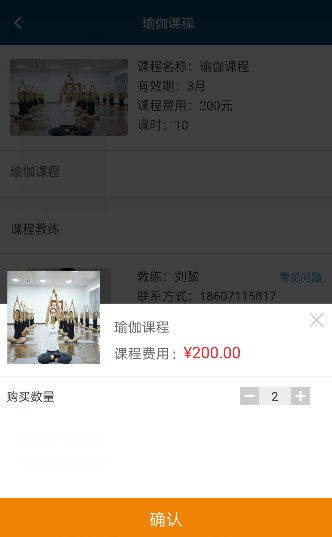 瑜伽课程
课程名称：瑜伽课程
有效期：3月
课程费用：200元
课时：10
瑜伽课程
课程教练
教练：刘黎
常见问题
联系方式：18607115817
瑜伽课程
课程费用：¥200.00
购买数量
2
确认